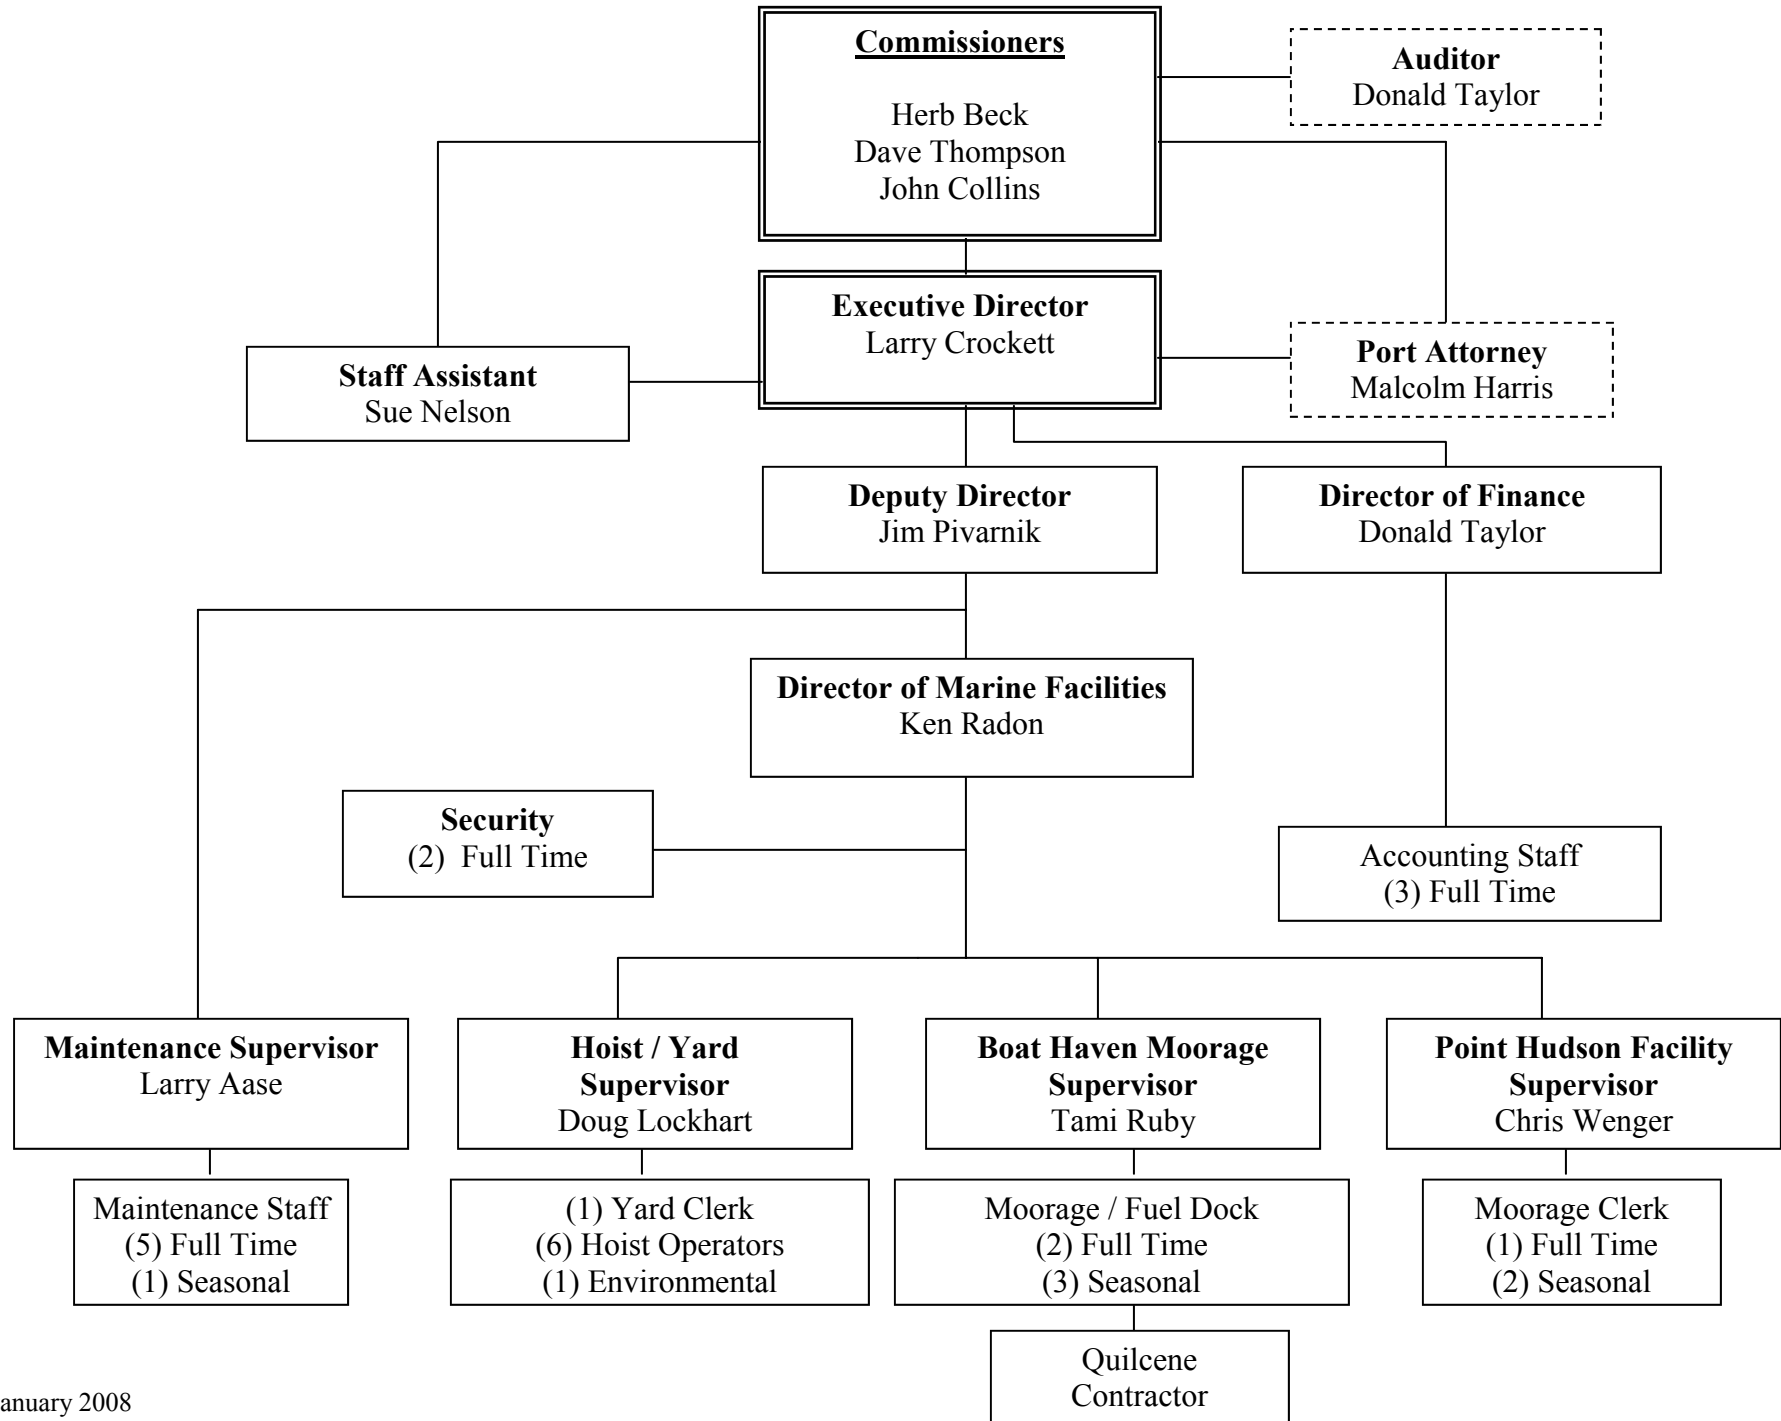 Commissioners
Herb Beck
Dave Thompson
John Collins
Auditor
Donald Taylor
Executive Director
Larry Crockett
Staff Assistant
Sue Nelson
Port Attorney
Malcolm Harris
Deputy Director
Jim Pivarnik
Director of Finance
Donald Taylor
Director of Marine Facilities
Ken Radon
Security
(2) Full Time
Accounting Staff
(3) Full Time
Maintenance Supervisor
Larry Aase
Hoist / Yard
Supervisor
Doug Lockhart
Boat Haven Moorage
Supervisor
Tami Ruby
Point Hudson Facility
Supervisor
Chris Wenger
Maintenance Staff
(5) Full Time
(1) Seasonal
(1) Yard Clerk
(6) Hoist Operators
(1) Environmental
Moorage / Fuel Dock
(2) Full Time
(3) Seasonal
Moorage Clerk
(1) Full Time
(2) Seasonal
Quilcene
Contractor
anuary 2008